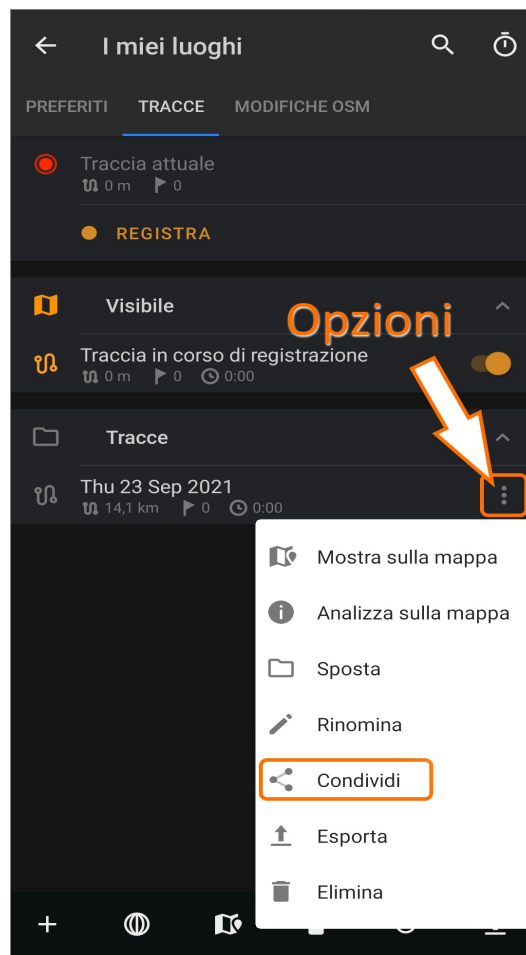 I miei luoghi
PREFERITI TRACCE MODIFICHE OSM
Traccia attuale
0 m 0
REGISTRA
Visibile
Opzioni
Traccia in corso di registrazione
0 m 0 0:00
Tracce
Thu 23 Sep 2021
14,1 km 0 0:00
Mostra sulla mappa
Analizza sulla mappa
Sposta
Rinomina
Condividi
Esporta
Elimina